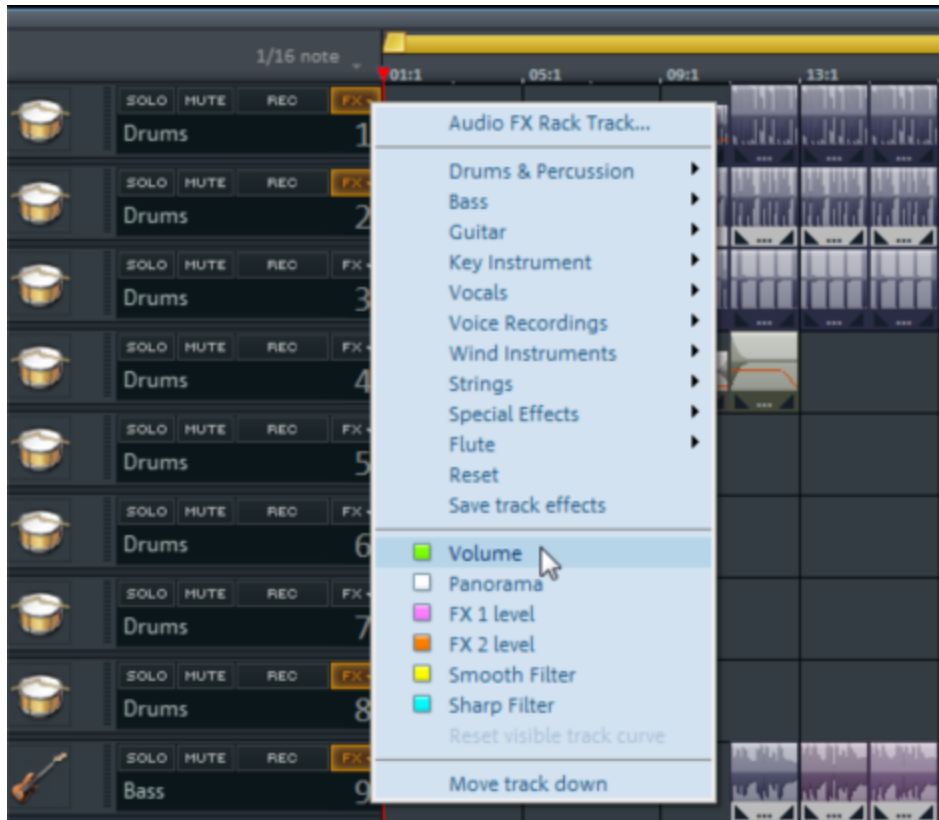 1/16 note
01:1 05:1 09:1 13:1
SOLO MUTE REC FX
Drums 1
SOLO MUTE REC FX
Drums 2
SOLO MUTE REC FX
Drums 3
SOLO MUTE REC FX
Drums 4
SOLO MUTE REC FX
Drums 5
SOLO MUTE REC FX
Drums 6
SOLO MUTE REC FX
Drums 7
SOLO MUTE REC FX
Drums 8
SOLO MUTE REC FX
Bass 9
Audio FX Rack Track...
Drums & Percussion
Bass
Guitar
Key Instrument
Vocals
Voice Recordings
Wind Instruments
Strings
Special Effects
Flute
Reset
Save track effects
Volume
Panorama
FX 1 level
FX 2 level
Smooth Filter
Sharp Filter
Reset visible track curve
Move track down